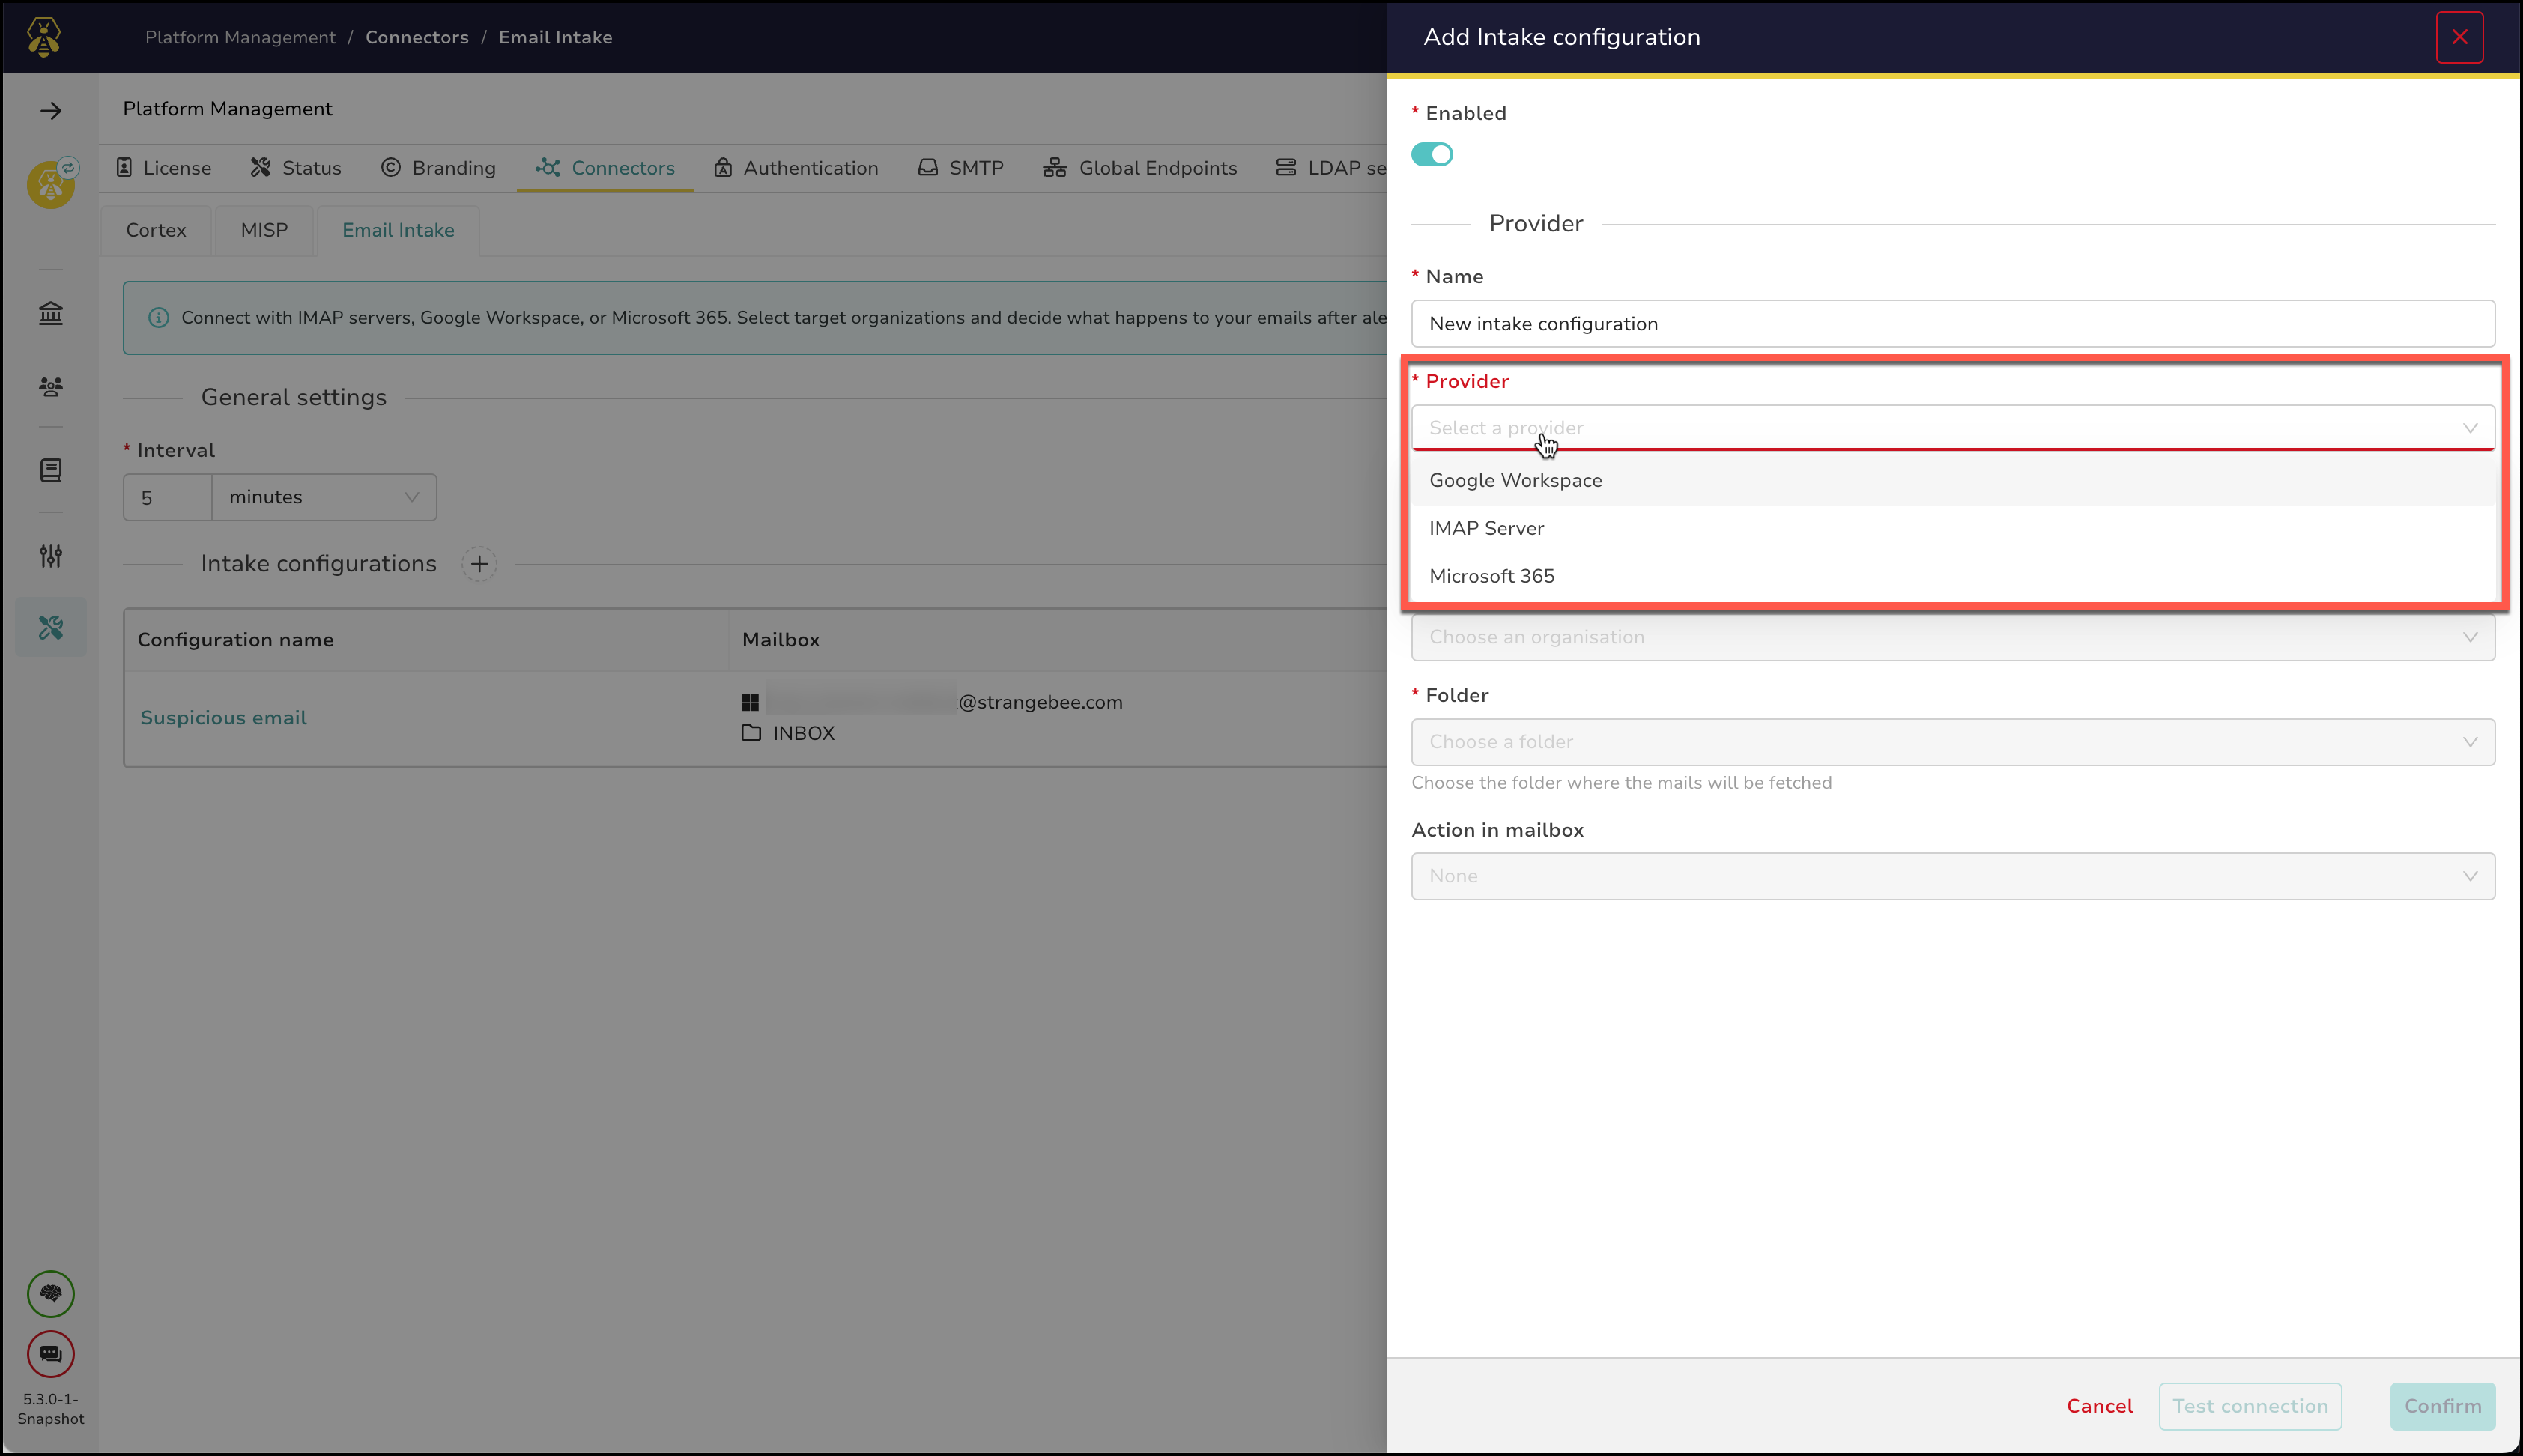 Platform Management / Connectors / Email Intake
Platform Management
License Status Branding Connectors Authentication SMTP Global Endpoints LDAP se
Cortex MISP Email Intake
Connect with IMAP servers, Google Workspace, or Microsoft 365. Select target organizations and decide what happens to your emails after ale
General settings
* Interval
5 minutes
Intake configurations
Configuration name Mailbox
Suspicious email
@strangebee.com
INBOX
5.3.0-1-
Snapshot
Add Intake configuration
* Enabled
Provider
* Name
New intake configuration
* Provider
Select a provider
Google Workspace
IMAP Server
Microsoft 365
Choose an organisation
* Folder
Choose a folder
Choose the folder where the mails will be fetched
Action in mailbox
None
Cancel Test connection Confirm